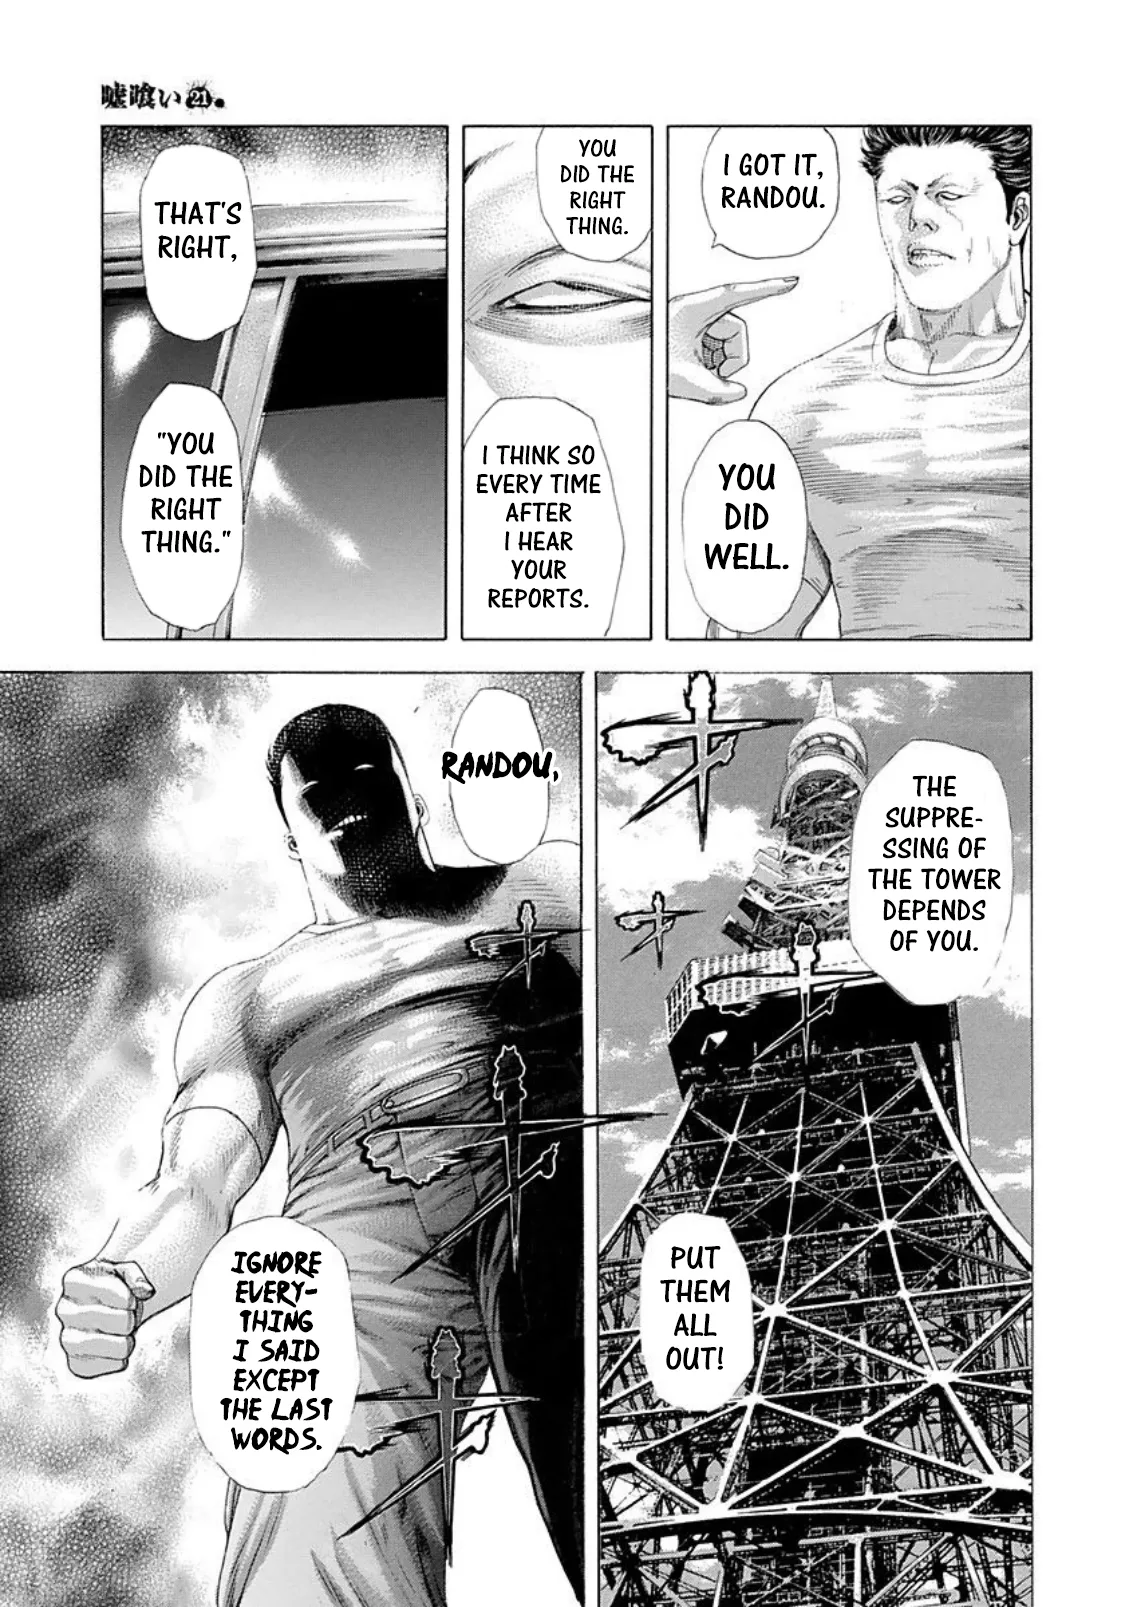 嘘喰い 21
I GOT IT,
RANDOU.
YOU
DID
WELL.
YOU
DID THE
RIGHT
THING.
I THINK SO
EVERY TIME
AFTER
I HEAR
YOUR
REPORTS.
THAT'S
RIGHT,
"YOU
DID THE
RIGHT
THING."
THE
SUPPRE-
SSING OF
THE TOWER
DEPENDS
OF YOU.
PUT
THEM
ALL
OUT!
RANDOU,
IGNORE
EVERY-
THING
I SAID
EXCEPT
THE LAST
WORDS.